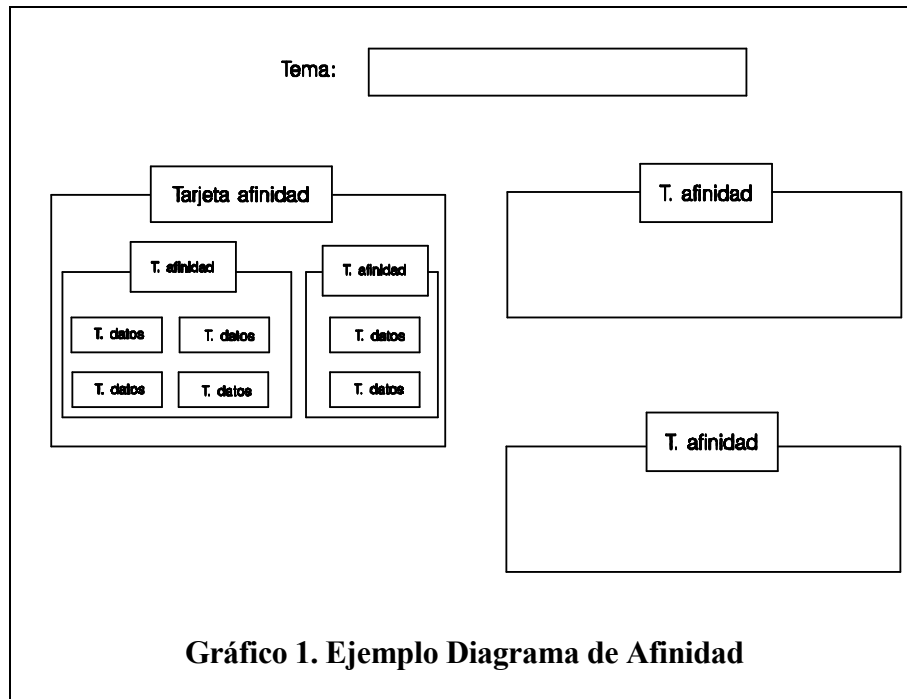 Tema:
Tarjeta afinidad
T. afinidad
T. afinidad
T. datos
T. datos
T. datos
T. datos
T. datos
T. datos
T. afinidad
T. afinidad
Gráfico 1. Ejemplo Diagrama de Afinidad